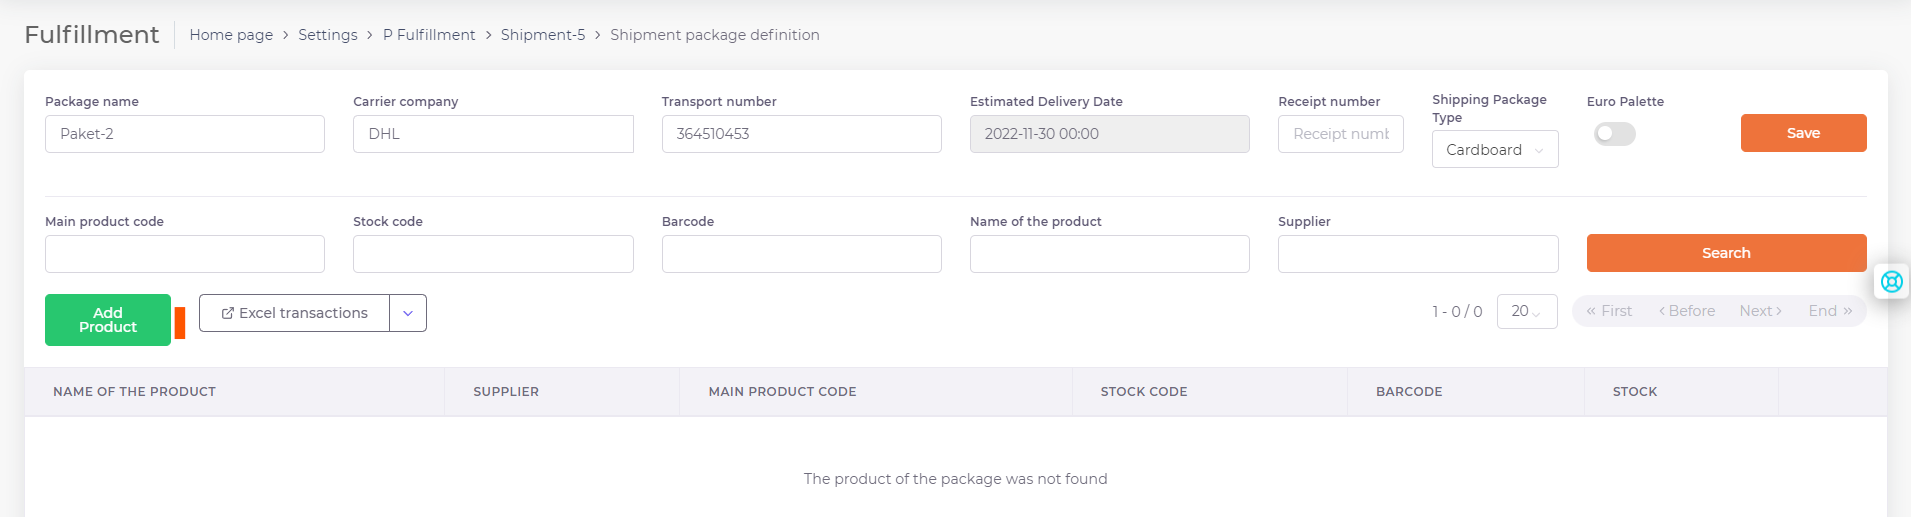 Fulfillment
Home page > Settings > P Fulfillment > Shipment-5 > Shipment package definition
Package name
Carrier company
Transport number
Estimated Delivery Date
Receipt number
Shipping Package
Type
Euro Palette
Paket-2
DHL
364510453
2022-11-30 00:00
Receipt numb
Cardboard
Save
Main product code
Stock code
Barcode
Name of the product
Supplier
Search
Add
Product
Excel transactions
1 - 0 / 0
20
« First
‹ Before
Next ›
End »
NAME OF THE PRODUCT
SUPPLIER
MAIN PRODUCT CODE
STOCK CODE
BARCODE
STOCK
The product of the package was not found